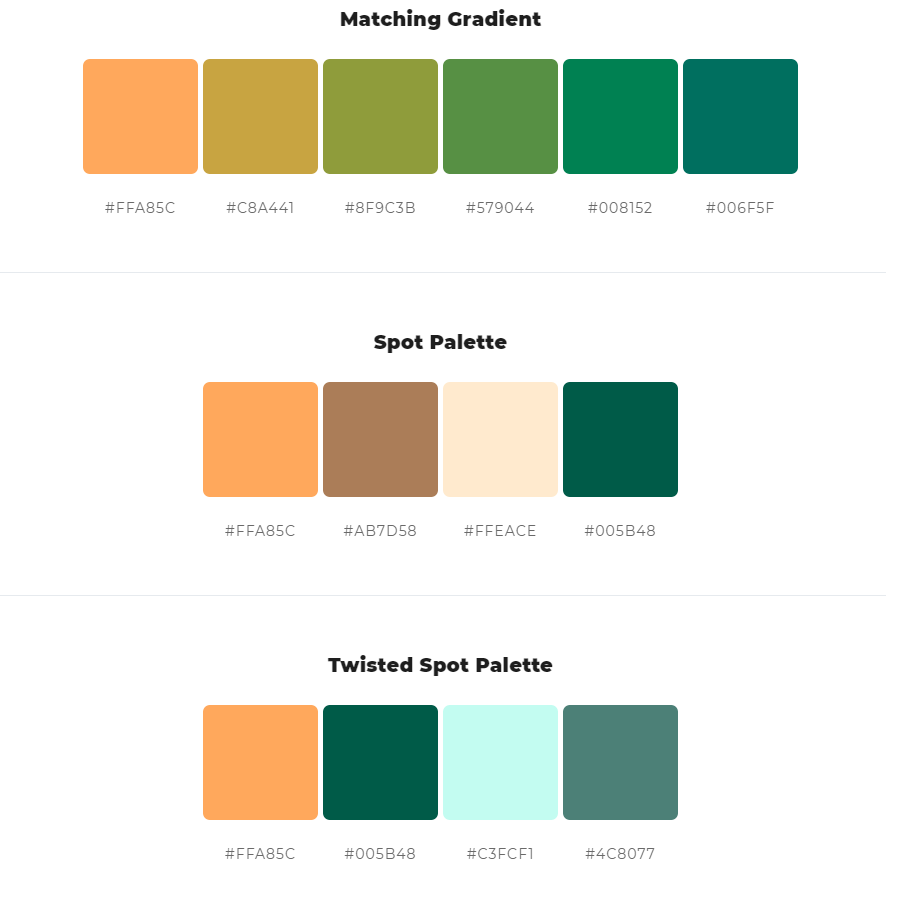 Matching Gradient
#FFA85C #C8A441 #8F9C3B #579044 #008152 #006F5F
Spot Palette
#FFA85C #AB7D58 #FFEACE #005B48
Twisted Spot Palette
#FFA85C #005B48 #C3FCF1 #4C8077